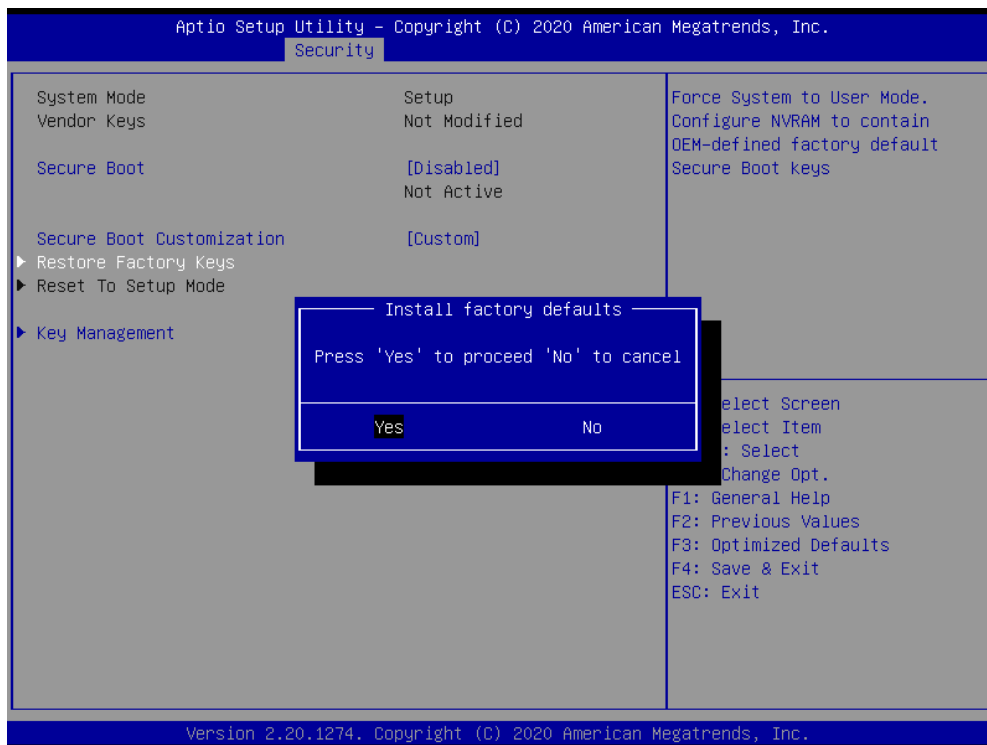 Aptio Setup Utility – Copyright (C) 2020 American Megatrends, Inc.
Security
System Mode Setup
Vendor Keys Not Modified
Secure Boot [Disabled]
Not Active
Secure Boot Customization [Custom]
Restore Factory Keys
Reset To Setup Mode
Key Management
Force System to User Mode.
Configure NVRAM to contain
OEM-defined factory default
Secure Boot keys
Install factory defaults
Press 'Yes' to proceed 'No' to cancel
Yes No
elect Screen
elect Item
: Select
Change Opt.
F1: General Help
F2: Previous Values
F3: Optimized Defaults
F4: Save & Exit
ESC: Exit
Version 2.20.1274. Copyright (C) 2020 American Megatrends, Inc.